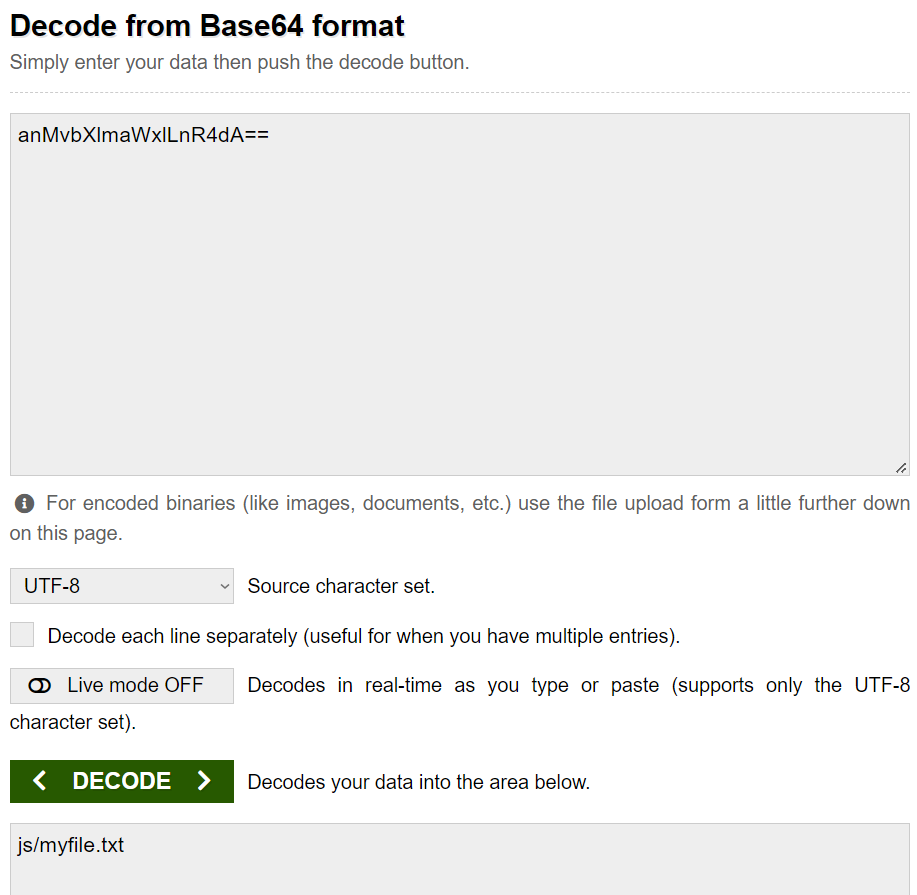 Decode from Base64 format
Simply enter your data then push the decode button.
anMvbXlmaWxlLnR4dA==
For encoded binaries (like images, documents, etc.) use the file upload form a little further down
on this page.
UTF-8 Source character set.
Decode each line separately (useful for when you have multiple entries).
Live mode OFF Decodes in real-time as you type or paste (supports only the UTF-8
character set).
DECODE Decodes your data into the area below.
js/myfile.txt